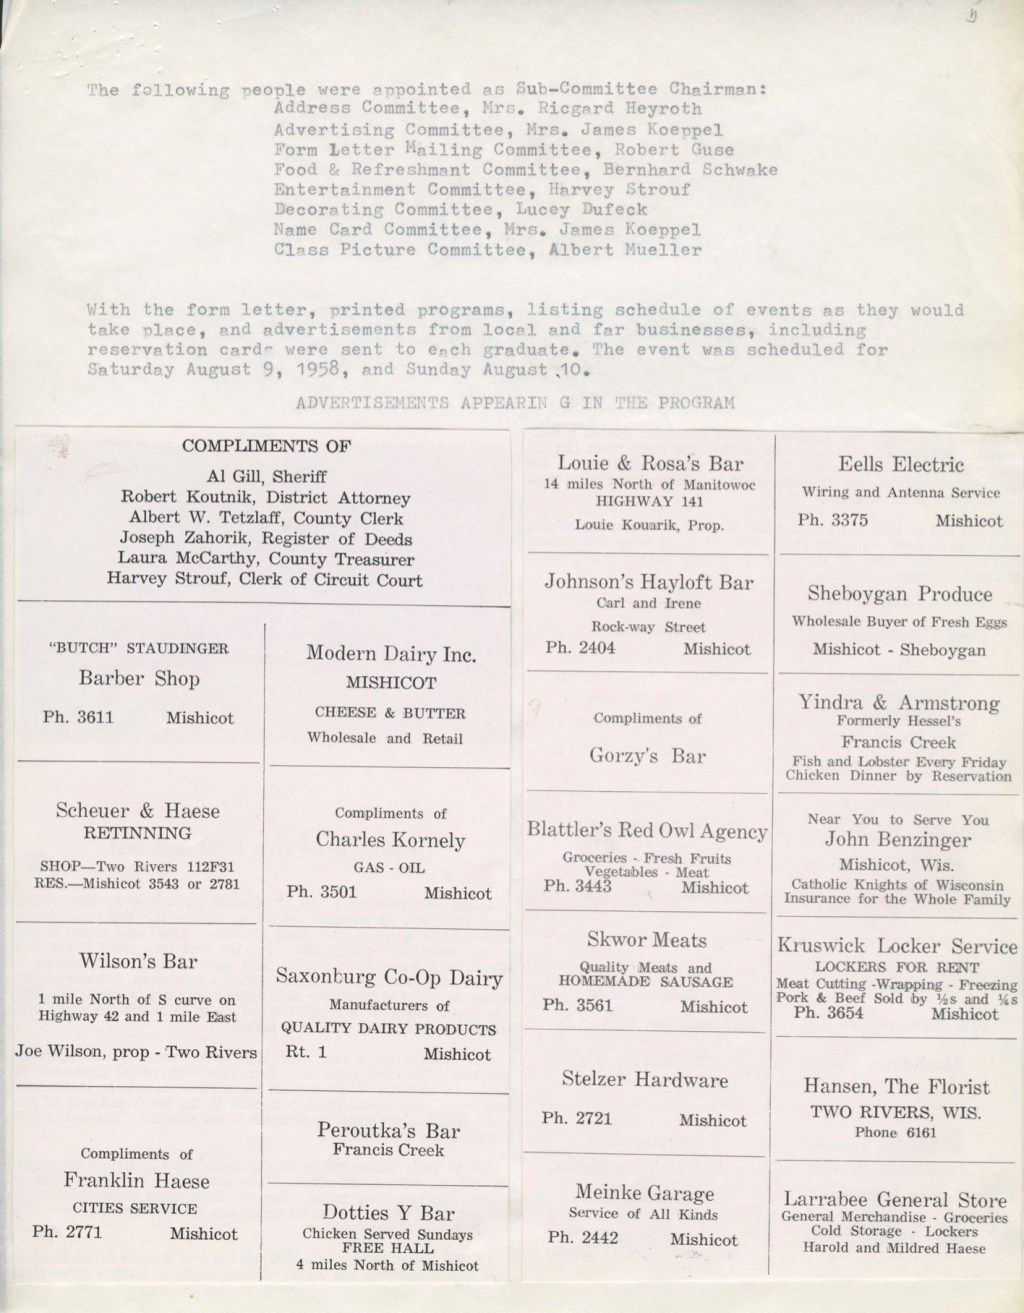 The following people were appointed as Sub-Committee Chairman:
Address Committee, Mrs. Ricgard Heyroth
Advertising Committee, Mrs. James Koeppel
Form Letter Mailing Committee, Robert Guse
Food & Refreshmant Committee, Bernhard Schwake
Entertainment Committee, Harvey Strouf
Decorating Committee, Lucey Dufeck
Name Card Committee, Mrs. James Koeppel
Class Picture Committee, Albert Mueller
With the form letter, printed programs, listing schedule of events as they would
take place, and advertisements from local and far businesses, including
reservation cards were sent to each graduate. The event was scheduled for
Saturday August 9, 1958, and Sunday August 10.
ADVERTISEMENTS APPEARIN G IN THE PROGRAM
COMPLIMENTS OF
Al Gill, Sheriff
Robert Koutnik, District Attorney
Albert W. Tetzlaff, County Clerk
Joseph Zahorik, Register of Deeds
Laura McCarthy, County Treasurer
Harvey Strouf, Clerk of Circuit Court
"BUTCH" STAUDINGER
Barber Shop
Ph. 3611 Mishicot
Scheuer & Haese
RETINNING
SHOP—Two Rivers 112F31
RES.—Mishicot 3543 or 2781
Wilson's Bar
1 mile North of S curve on
Highway 42 and 1 mile East
Joe Wilson, prop - Two Rivers
Compliments of
Franklin Haese
CITIES SERVICE
Ph. 2771 Mishicot
Modern Dairy Inc.
MISHICOT
CHEESE & BUTTER
Wholesale and Retail
Compliments of
Charles Kornely
GAS - OIL
Ph. 3501 Mishicot
Saxonburg Co-Op Dairy
Manufacturers of
QUALITY DAIRY PRODUCTS
Rt. 1 Mishicot
Peroutka's Bar
Francis Creek
Dotties Y Bar
Chicken Served Sundays
FREE HALL
4 miles North of Mishicot
Louie & Rosa's Bar
14 miles North of Manitowoc
HIGHWAY 141
Louie Kouarik, Prop.
Johnson's Hayloft Bar
Carl and Irene
Rock-way Street
Ph. 2404 Mishicot
Compliments of
Gorzy's Bar
Blattler's Red Owl Agency
Groceries - Fresh Fruits
Vegetables - Meat
Ph. 3443 Mishicot
Skwor Meats
Quality Meats and
HOMEMADE SAUSAGE
Ph. 3561 Mishicot
Stelzer Hardware
Ph. 2721 Mishicot
Meinke Garage
Service of All Kinds
Ph. 2442 Mishicot
Eells Electric
Wiring and Antenna Service
Ph. 3375 Mishicot
Sheboygan Produce
Wholesale Buyer of Fresh Eggs
Mishicot - Sheboygan
Yindra & Armstrong
Formerly Hessel's
Francis Creek
Fish and Lobster Every Friday
Chicken Dinner by Reservation
Near You to Serve You
John Benzinger
Mishicot, Wis.
Catholic Knights of Wisconsin
Insurance for the Whole Family
Kruswick Locker Service
LOCKERS FOR RENT
Meat Cutting -Wrapping - Freezing
Pork & Beef Sold by ½s and ¼s
Ph. 3654 Mishicot
Hansen, The Florist
TWO RIVERS, WIS.
Phone 6161
Larrabee General Store
General Merchandise - Groceries
Cold Storage - Lockers
Harold and Mildred Haese